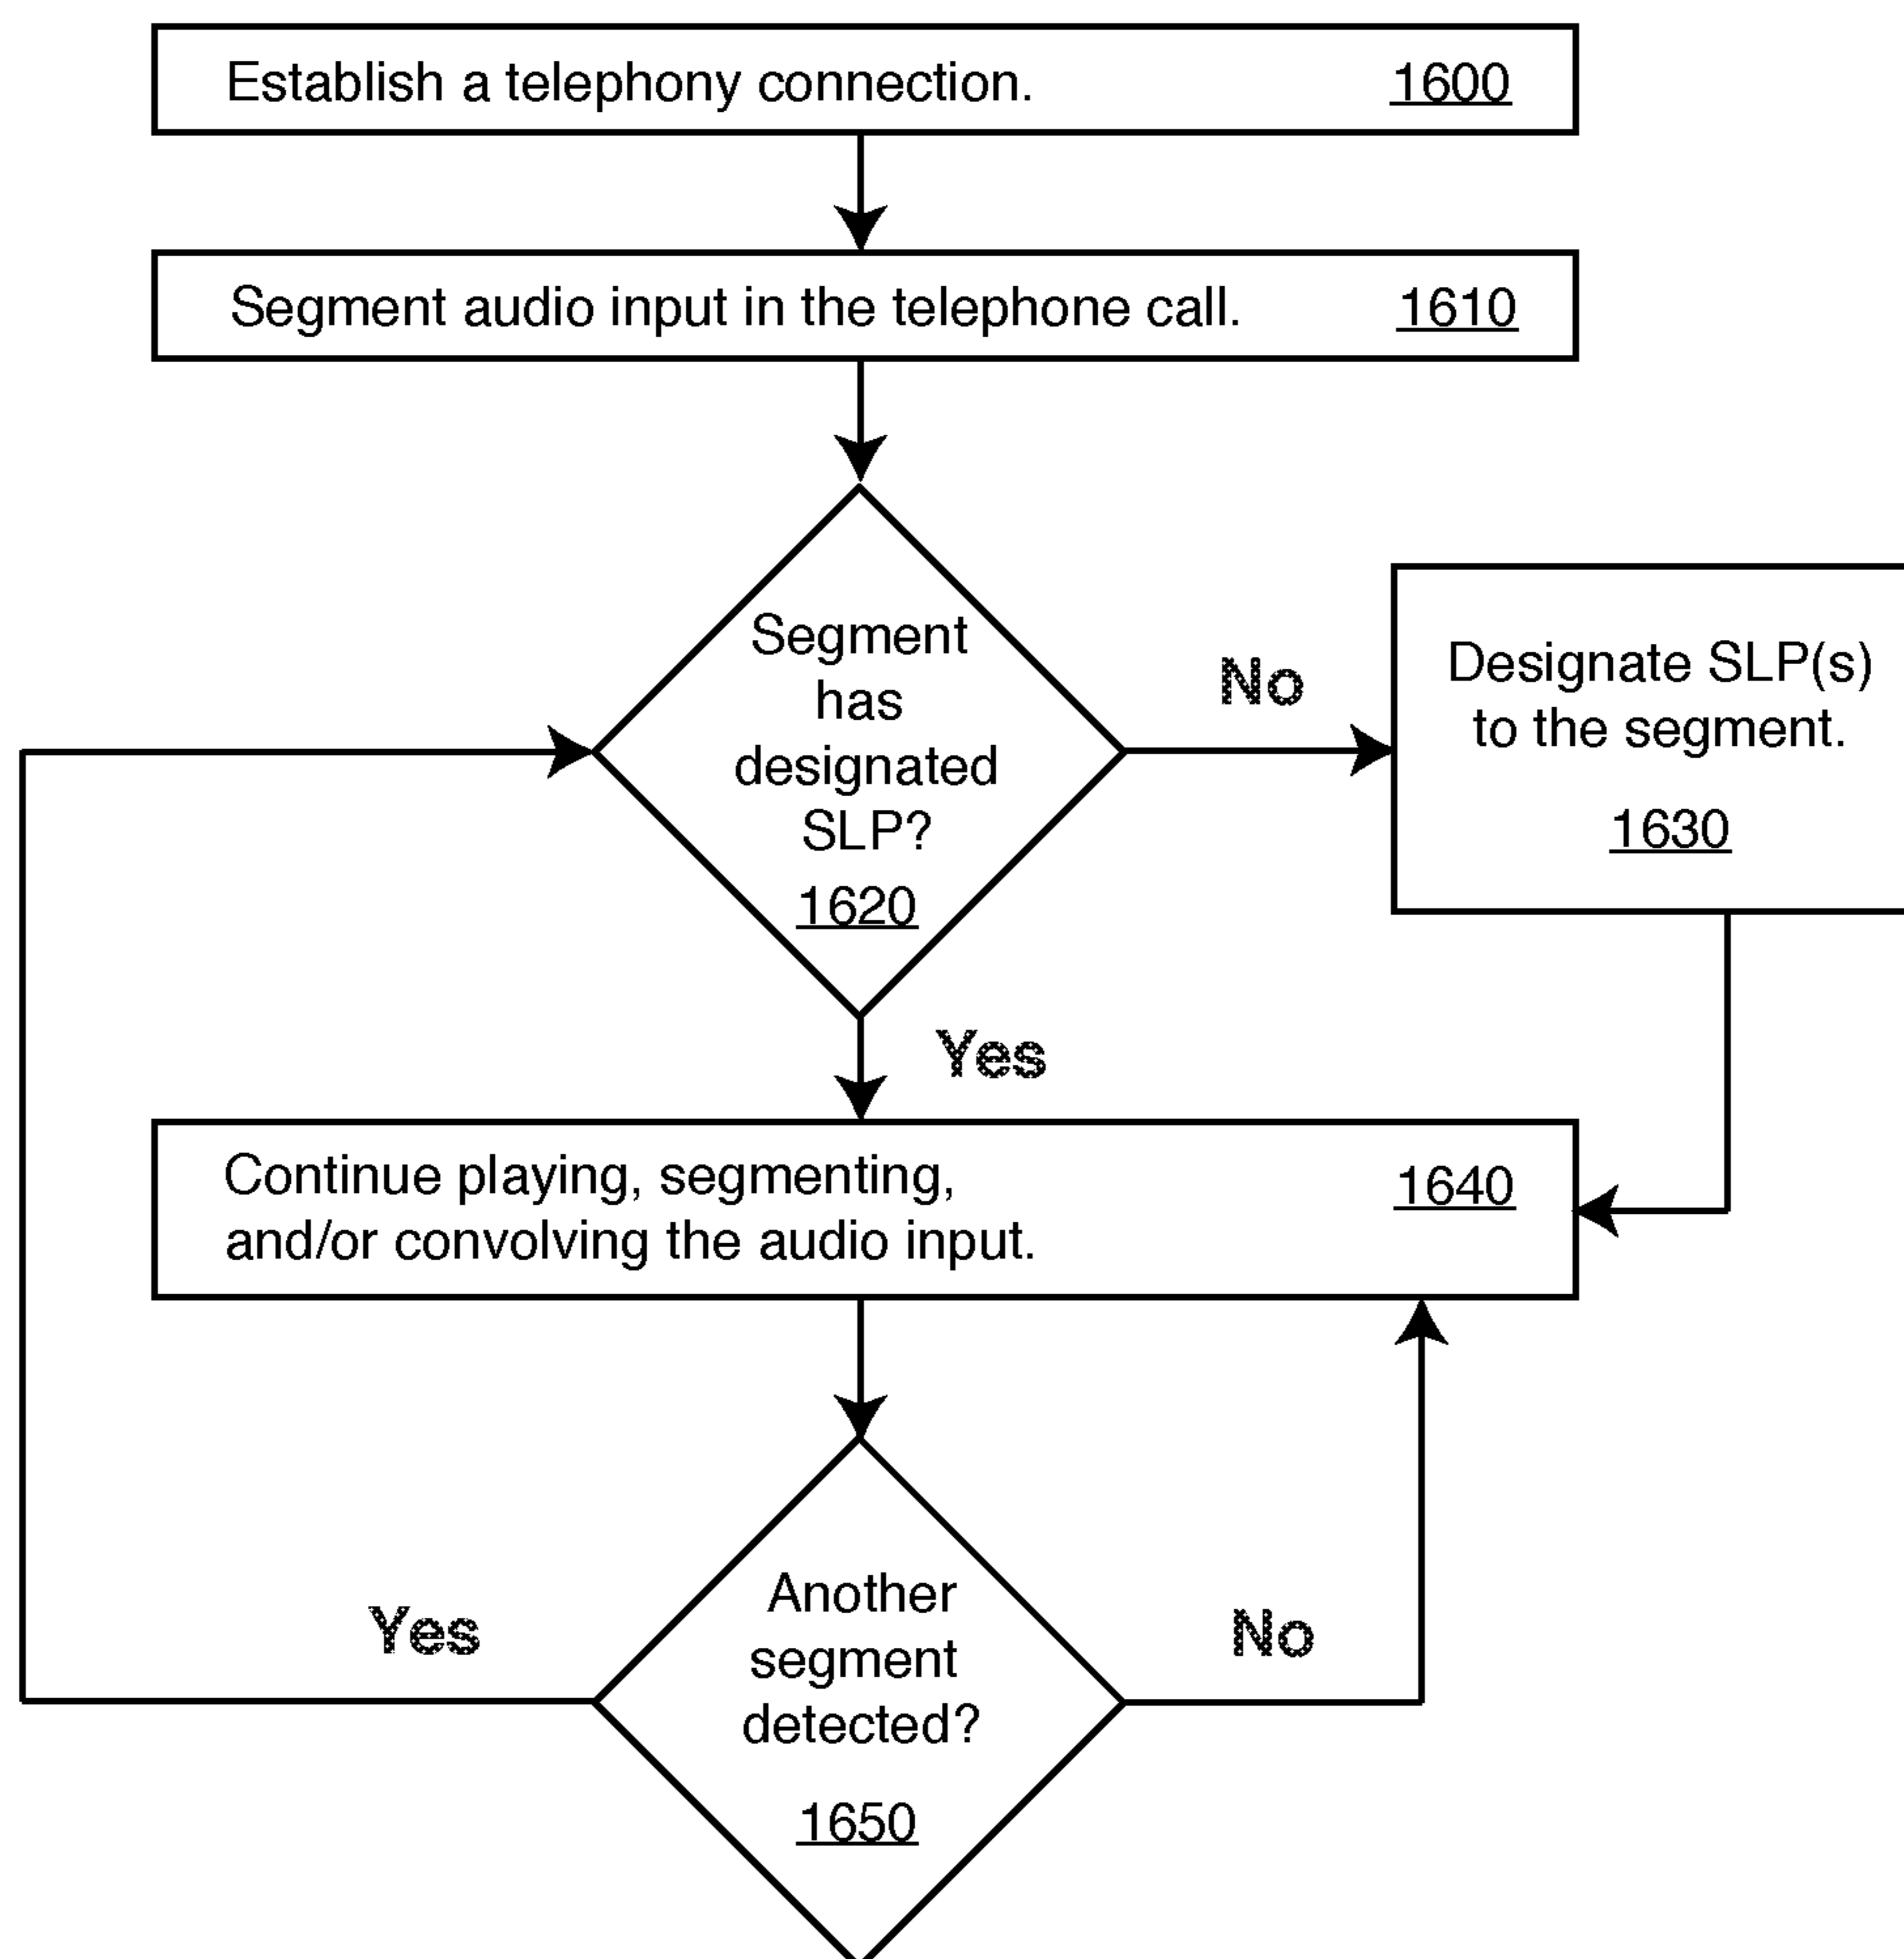 Establish a telephony connection. 1600
Segment audio input in the telephone call. 1610
Segment
has
designated
SLP?
1620
No
Designate SLP(s)
to the segment.
1630
Yes
Continue playing, segmenting,
and/or convolving the audio input.
1640
Another
segment
detected?
1650
Yes
No